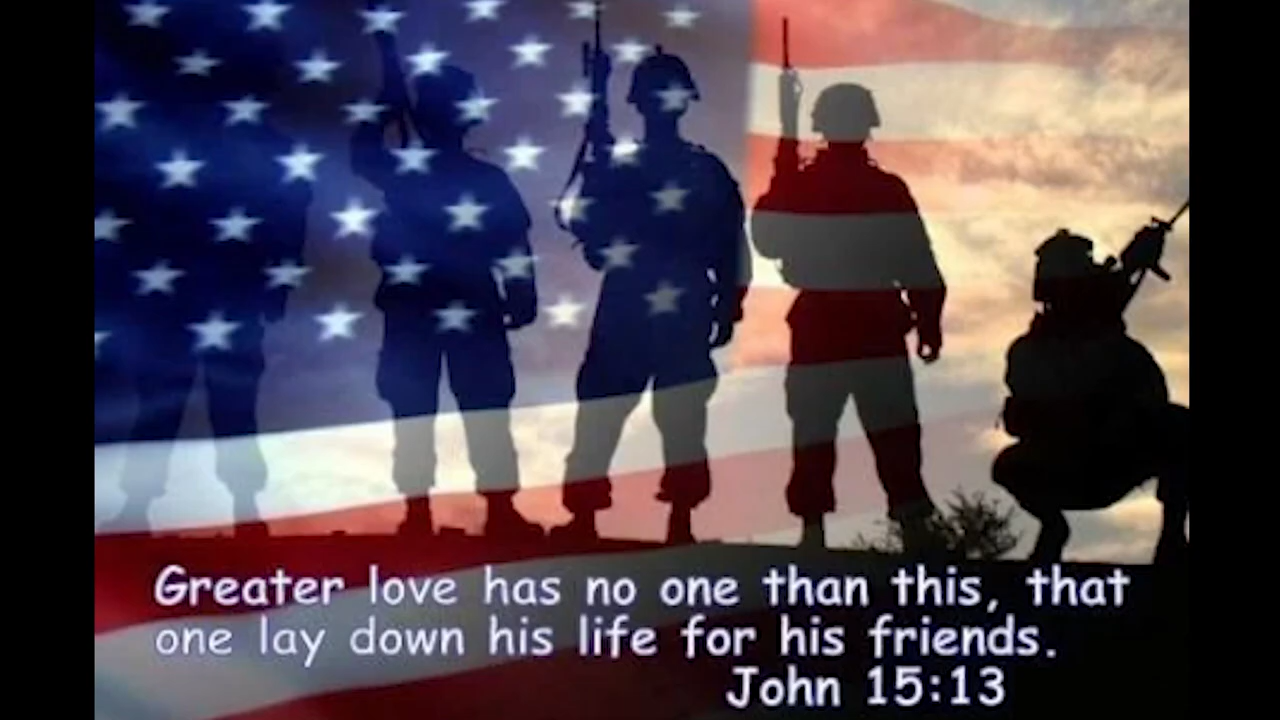 Greater love has no one than this, that
one lay down his life for his friends.
John 15:13